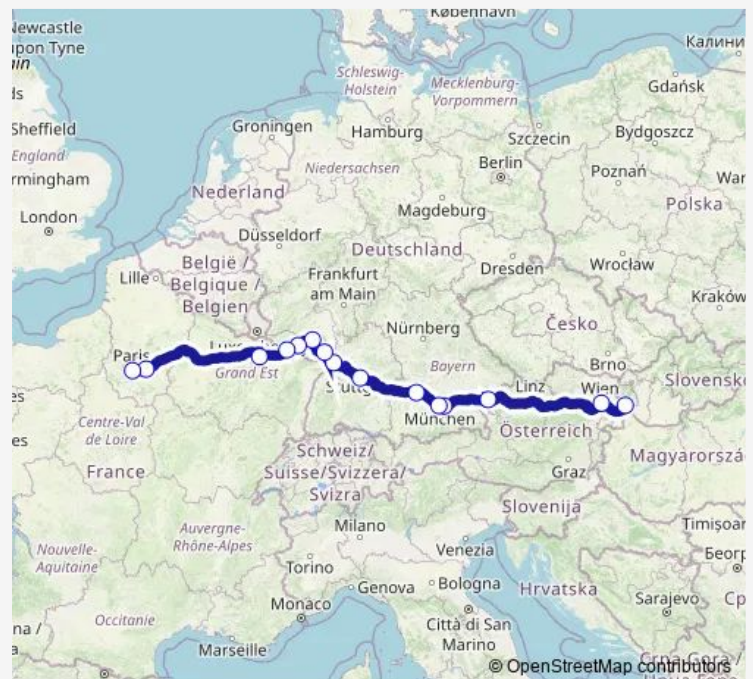 København
Newcastle
upon Tyne
Калини
Schleswig-
Holstein
Mecklenburg-
Vorpommern
Gdańsk
Sheffield
Groningen
Hamburg
Szczecin
Bydgoszcz
England
Niedersachsen
Berlin
Poznań
rmingham
Nederland
Magdeburg
Polska
London
Düsseldorf
Deutschland
België /
Belgique /
Belgien
Lille
Frankfurt
am Main
Dresden
Wrocław
Kraków
Nürnberg
Česko
Paris
Grand Est
Bayern
Brno
Linz
Wien
Slovensko
München
Österreich
Centre-Val
de Loire
Schweiz/
Suisse/Svizzera/
Svizra
Graz
Magyarorszá
France
Slovenija
Auvergne-
Rhône-Alpes
Milano
Timișoar
Nouvelle-
Aquitaine
Torino
Venezia
Hrvatska
Београ
Genova
Bologna
Monaco
Sarajevo
Occitanie
Città di San
Marino
Marseille
Crna Gora /
© OpenStreetMap contributors